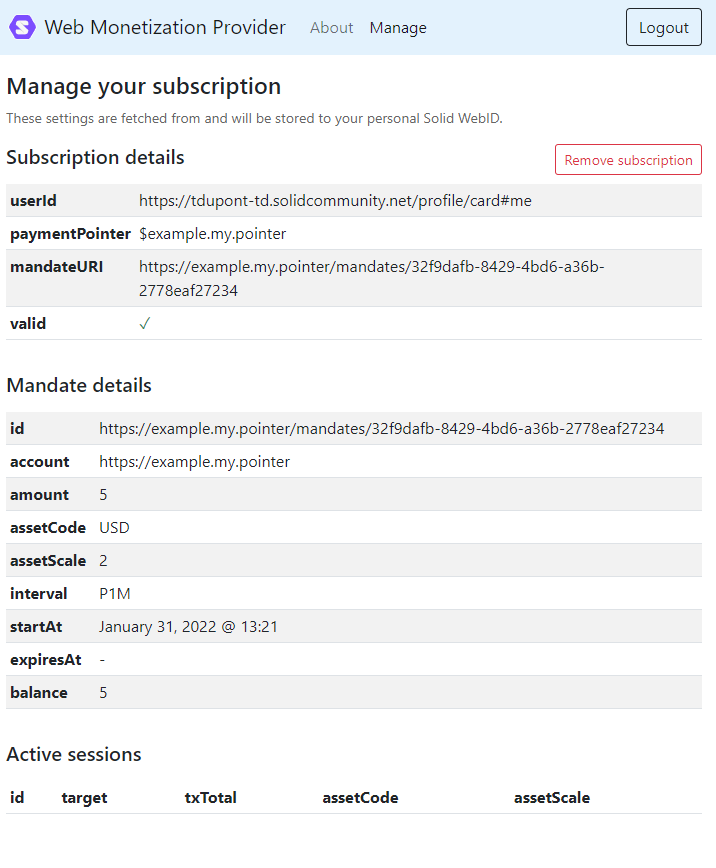 Web Monetization Provider About Manage Logout
Manage your subscription
These settings are fetched from and will be stored to your personal Solid WebID.
Subscription details Remove subscription
userId https://tdupont-td.solidcommunity.net/profile/card#me
paymentPointer $example.my.pointer
mandateURI https://example.my.pointer/mandates/32f9dafb-8429-4bd6-a36b-
2778eaf27234
valid ✓
Mandate details
id https://example.my.pointer/mandates/32f9dafb-8429-4bd6-a36b-2778eaf27234
account https://example.my.pointer
amount 5
assetCode USD
assetScale 2
interval P1M
startAt January 31, 2022 @ 13:21
expiresAt -
balance 5
Active sessions
id target txTotal assetCode assetScale